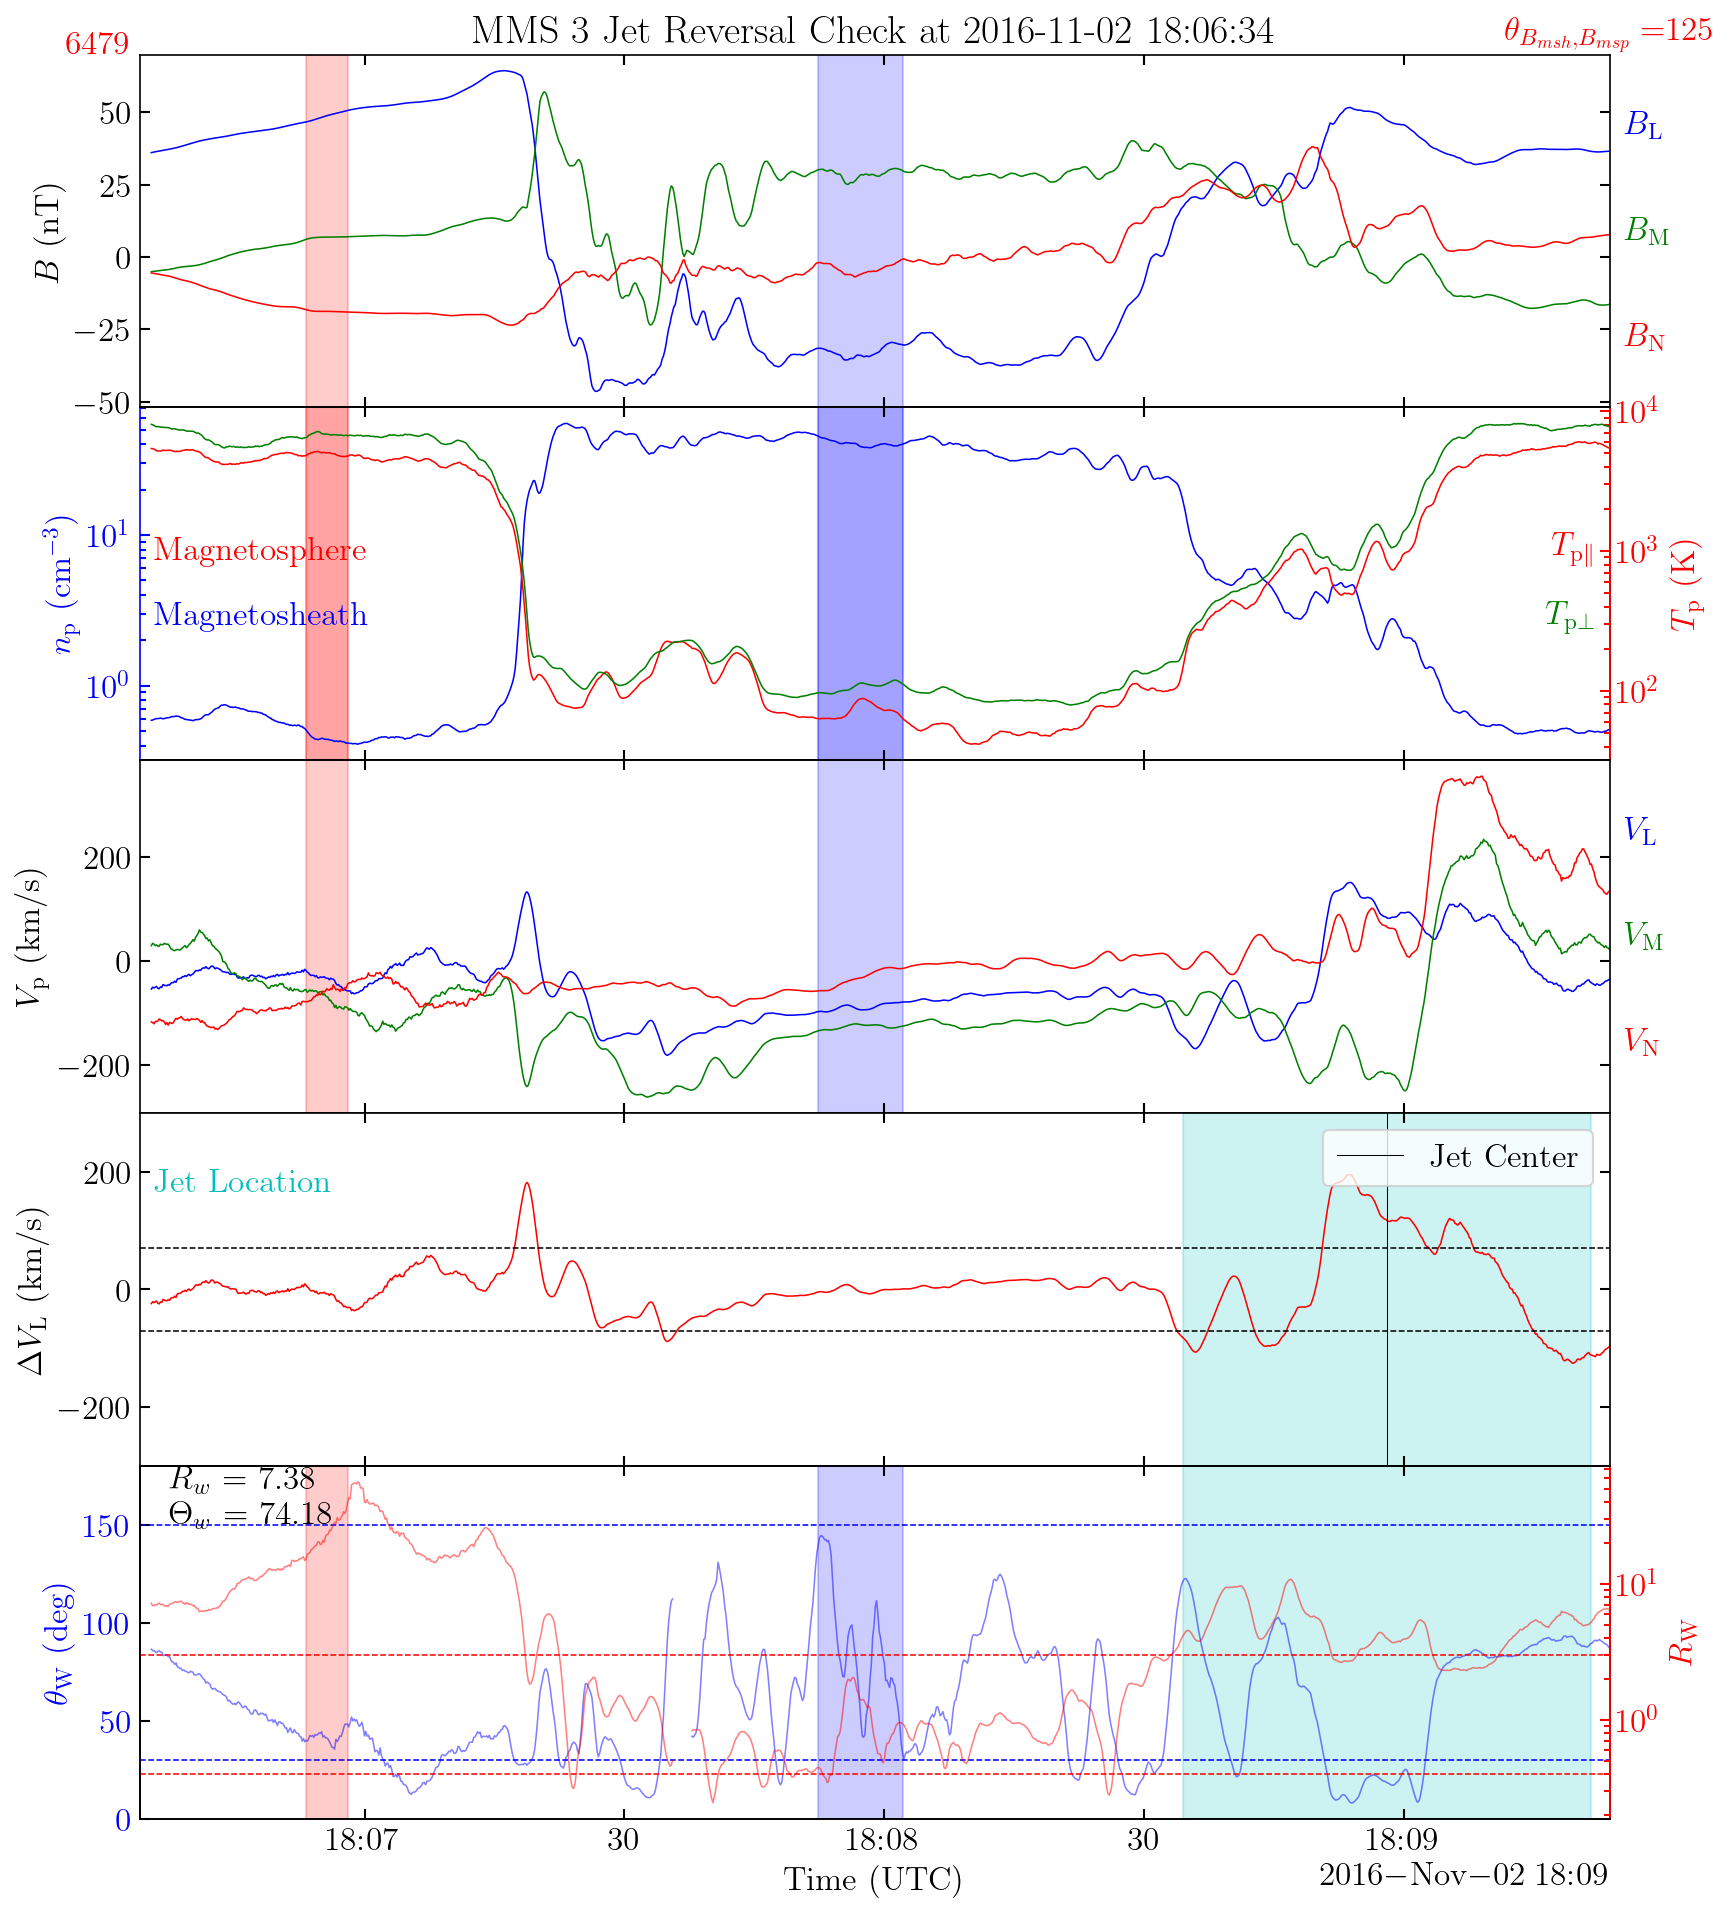 MMS 3 Jet Reversal Check at 2016-11-02 18:06:34
6479
θ_{B_{msh},B_{msp}} =125
50
25
0
−25
−50
B (nT)
B_L
B_M
B_N
10^1
10^0
n_p (cm^{−3})
Magnetosphere
Magnetosheath
T_{p∥}
T_{p⊥}
10^4
10^3
10^2
T_p (K)
200
0
−200
V_p (km/s)
V_L
V_M
V_N
200
0
−200
ΔV_L (km/s)
Jet Location
Jet Center
R_w = 7.38
Θ_w = 74.18
150
100
50
0
θ_W (deg)
10^1
10^0
R_W
18:07
30
18:08
30
18:09
Time (UTC)
2016−Nov−02 18:09